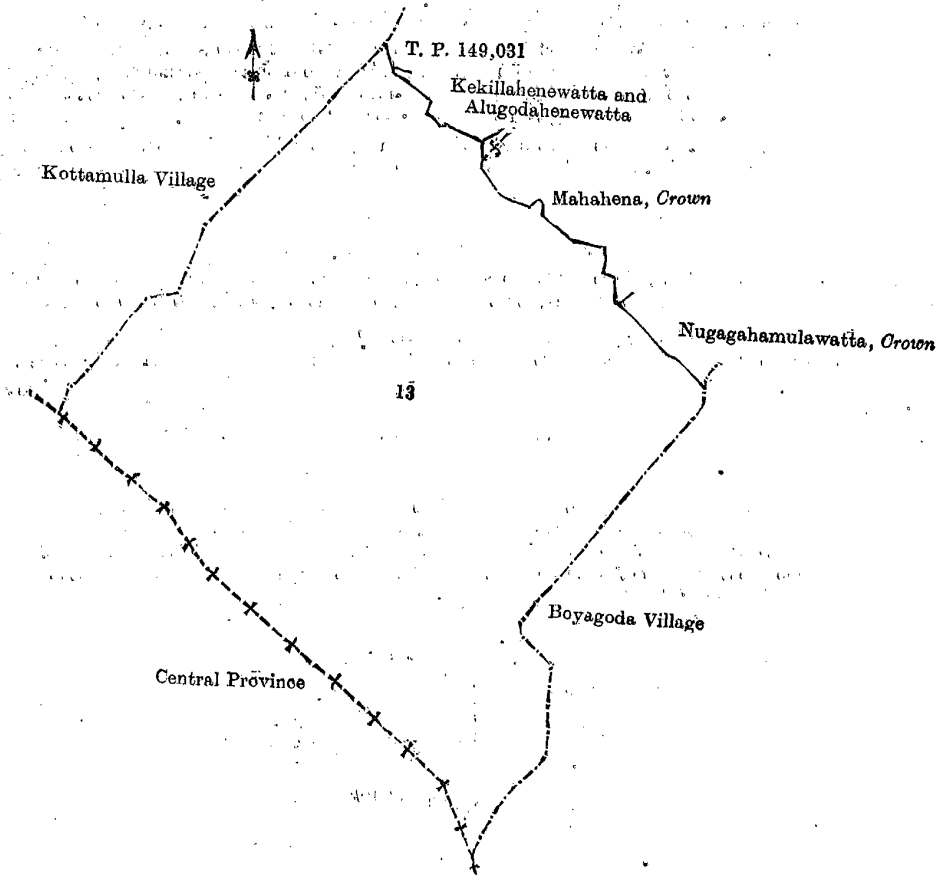 T. P. 149,031
Kekillahenewatta and
Alugodahenewatta
Kottamulla Village
Mahahena, Crown
Nugagahamulawatta, Crown
13
Boyagoda Village
Central Province